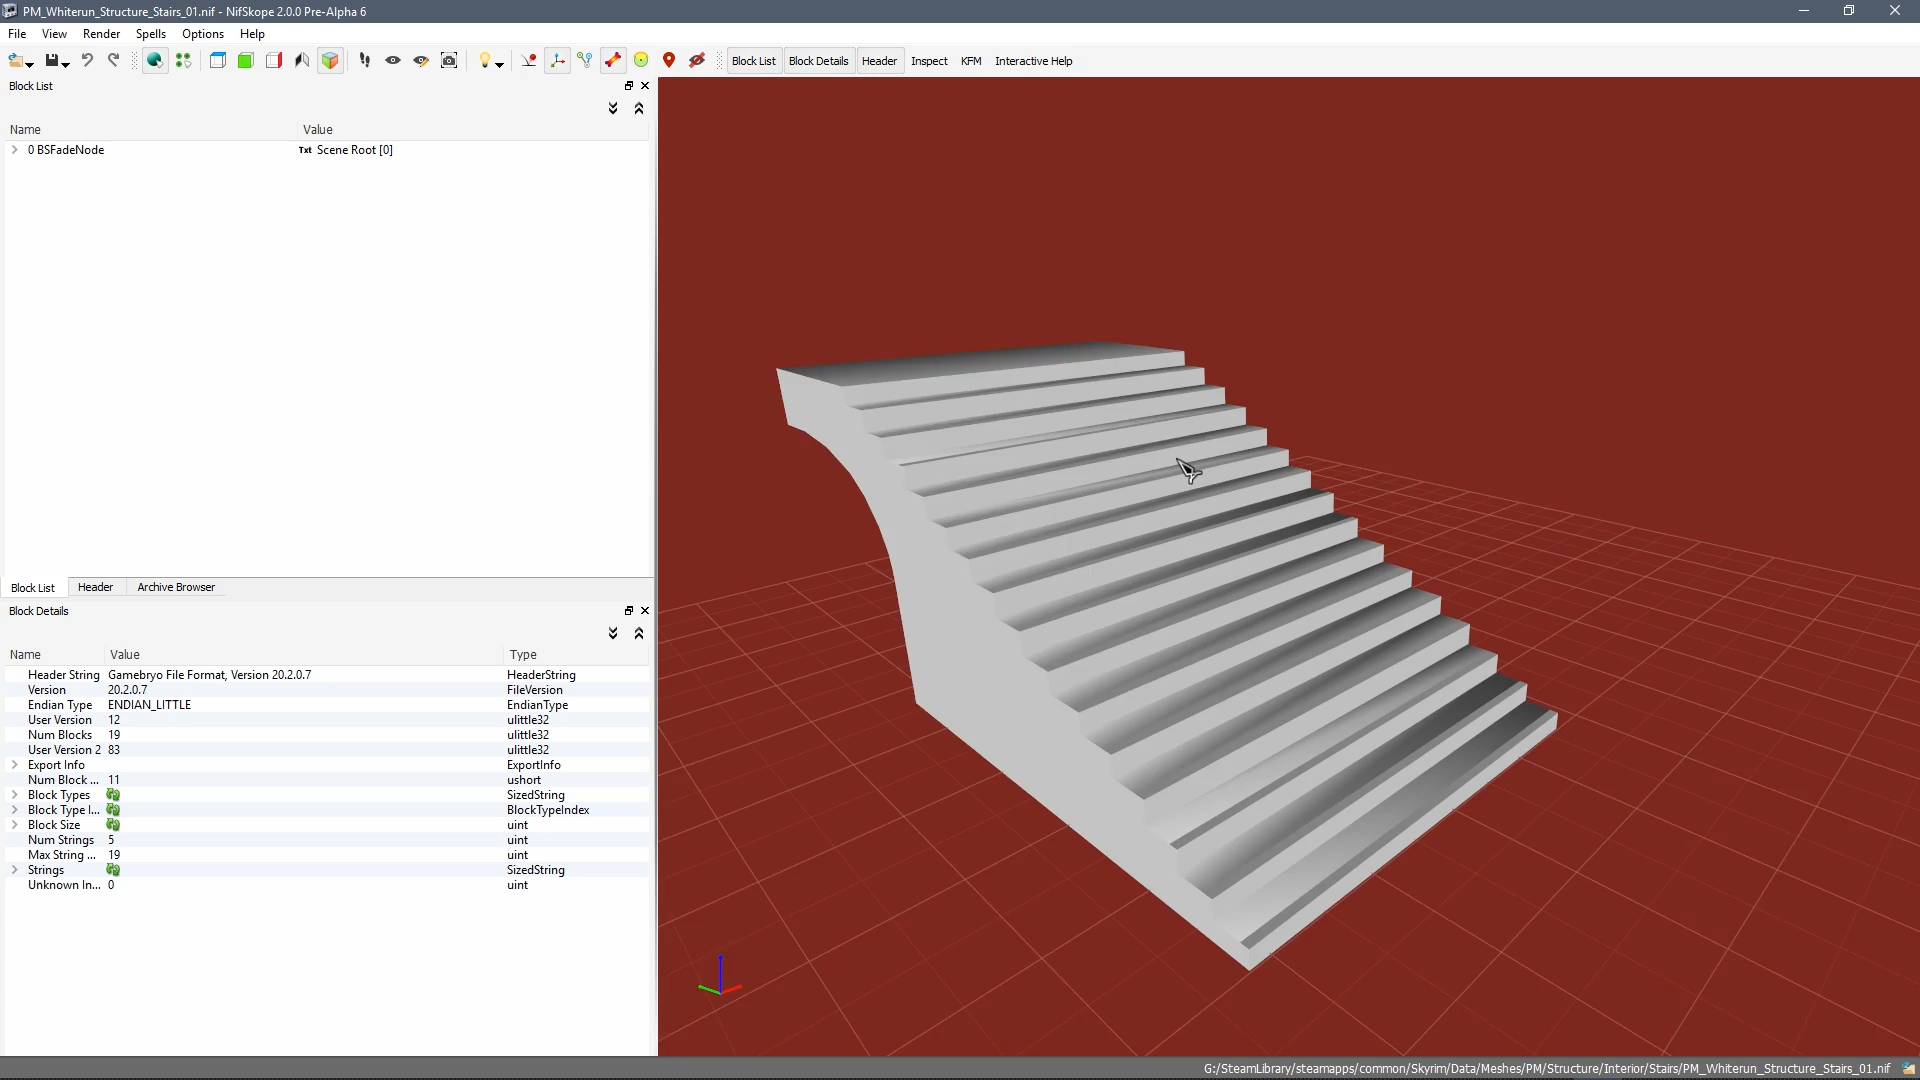 PM_Whiterun_Structure_Stairs_01.nif - NifSkope 2.0.0 Pre-Alpha 6
File View Render Spells Options Help
Block List Block Details Header Inspect KFM Interactive Help
Block List
Name Value
0 BSFadeNode Txt Scene Root [0]
Block List Header Archive Browser
Block Details
Name Value Type
Header String Gamebryo File Format, Version 20.2.0.7 HeaderString
Version 20.2.0.7 FileVersion
Endian Type ENDIAN_LITTLE EndianType
User Version 12 ulittle32
Num Blocks 19 ulittle32
User Version 2 83 ulittle32
Export Info ExportInfo
Num Block ... 11 ushort
Block Types SizedString
Block Type I... BlockTypeIndex
Block Size uint
Num Strings 5 uint
Max String ... 19 uint
Strings SizedString
Unknown In... 0 uint
G:/SteamLibrary/steamapps/common/Skyrim/Data/Meshes/PM/Structure/Interior/Stairs/PM_Whiterun_Structure_Stairs_01.nif